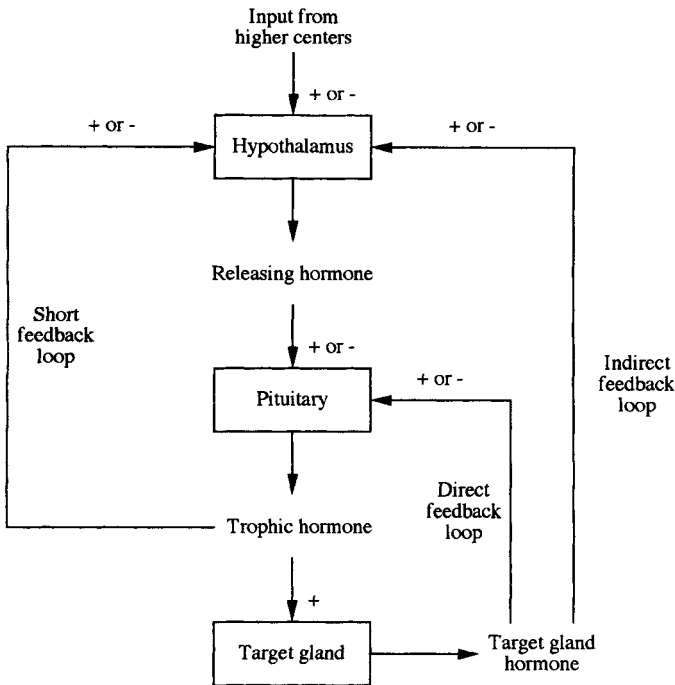 Input from
higher centers
+ or -
+ or -
+ or -
Hypothalamus
Releasing hormone
Short
feedback
loop
+ or -
+ or -
Indirect
feedback
loop
Pituitary
Direct
feedback
loop
Trophic hormone
+
Target gland
Target gland
hormone